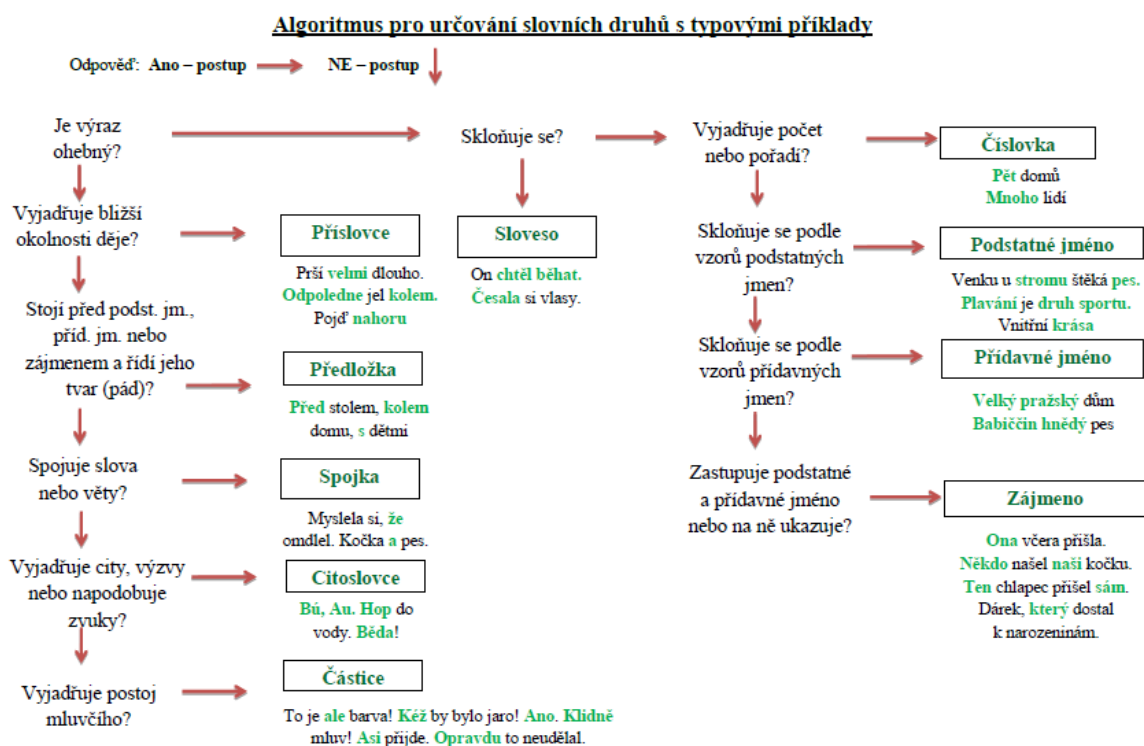 Algoritmus pro určování slovních druhů s typovými příklady
Odpověď: Ano – postup NE – postup
Je výraz
ohebný?
Skloňuje se?
Vyjadřuje počet
nebo pořadí?
Číslovka
Pět domů
Mnoho lidí
Vyjadřuje bližší
okolnosti děje?
Příslovce
Prší velmi dlouho.
Odpoledne jel kolem.
Pojď nahoru
Sloveso
On chtěl běhat.
Česala si vlasy.
Skloňuje se podle
vzorů podstatných
jmen?
Podstatné jméno
Venku u stromu štěká pes.
Plavání je druh sportu.
Vnitřní krása
Stojí před podst. jm.,
příd. jm. nebo
zájmenem a řídí jeho
tvar (pád)?
Předložka
Před stolem, kolem
domu, s dětmi
Skloňuje se podle
vzorů přídavných
jmen?
Přídavné jméno
Velký pražský dům
Babiččin hnědý pes
Spojuje slova
nebo věty?
Spojka
Myslela si, že
omdlel. Kočka a pes.
Zastupuje podstatné
a přídavné jméno
nebo na ně ukazuje?
Zájmeno
Ona včera přišla.
Někdo našel naši kočku.
Ten chlapec přišel sám.
Dárek, který dostal
k narozeninám.
Vyjadřuje city, výzvy
nebo napodobuje
zvuky?
Citoslovce
Bú, Au. Hop do
vody. Běda!
Vyjadřuje postoj
mluvčího?
Částice
To je ale barva! Kéž by bylo jaro! Ano. Klidně
mluv! Asi přijde. Opravdu to neudělal.